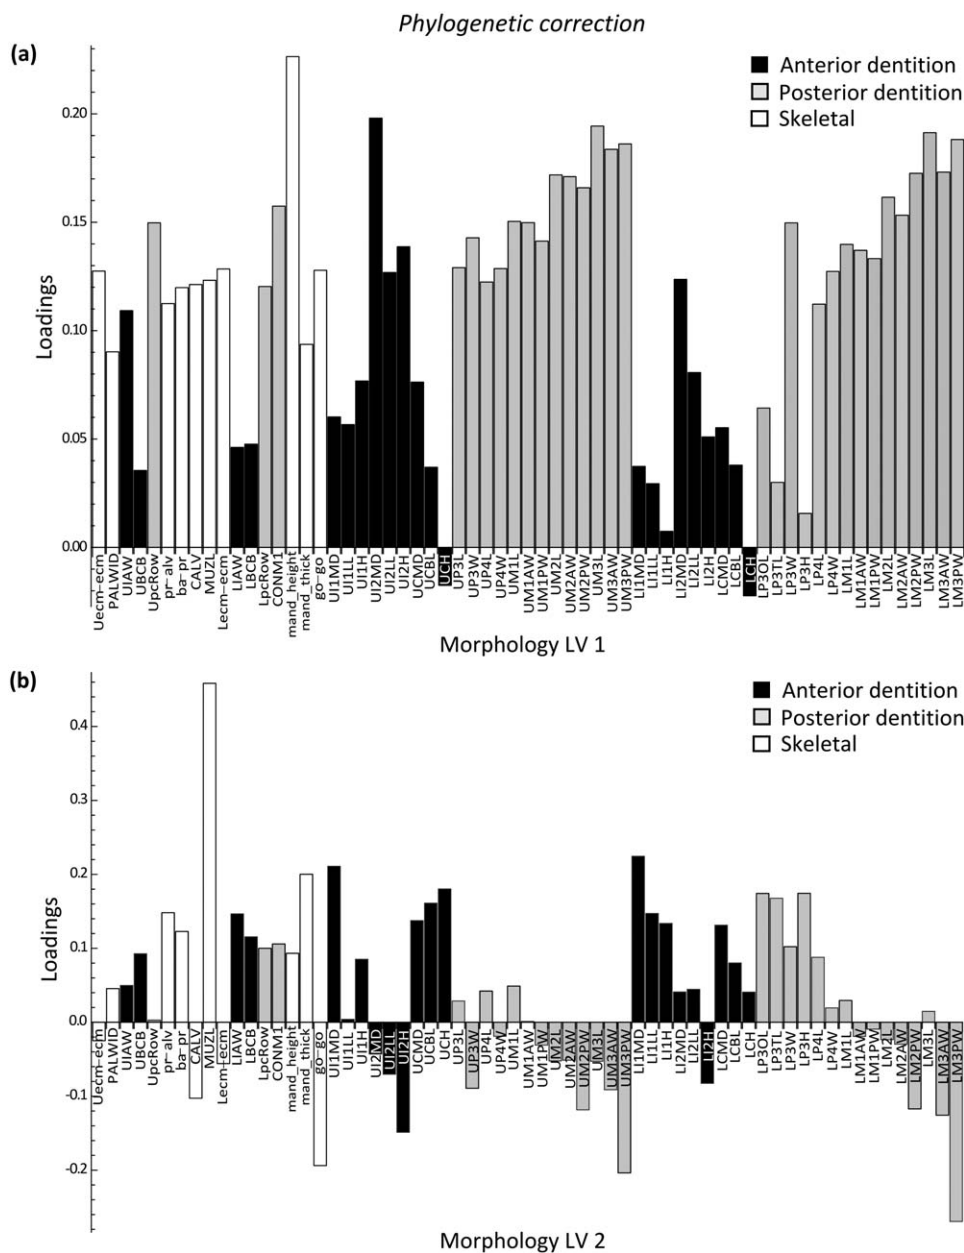 Phylogenetic correction
(a)
Anterior dentition
Posterior dentition
Skeletal
Loadings
0.20
0.15
0.10
0.05
0.00
Uecm-ecm
PALWID
UIAW
UBCB
UpcRow
pr-alv
ba-pr
CALV
MUZL
Lecm-ecm
LIAW
LBCB
LpcRow
CONM1
mand_height
mand_thick
go-go
UI1MD
UI1LL
UI1H
UI2MD
UI2LL
UI2H
UCMD
UCBL
UCH
UP3L
UP3W
UP4L
UP4W
UM1L
UM1AW
UM1PW
UM2L
UM2AW
UM2PW
UM3L
UM3AW
UM3PW
LI1MD
LI1LL
LI1H
LI2MD
LI2LL
LI2H
LCMD
LCBL
LCH
LP3OL
LP3TL
LP3W
LP3H
LP4L
LP4W
LM1L
LM1AW
LM1PW
LM2L
LM2AW
LM2PW
LM3L
LM3AW
LM3PW
Morphology LV 1
(b)
Anterior dentition
Posterior dentition
Skeletal
Loadings
0.4
0.3
0.2
0.1
0.0
-0.1
-0.2
Uecm-ecm
PALWID
UIAW
UBCB
UpcRow
pr-alv
ba-pr
CALV
MUZL
Lecm-ecm
LIAW
LBCB
LpcRow
CONM1
mand_height
mand_thick
go-go
UI1MD
UI1LL
UI1H
UI2MD
UI2LL
UI2H
UCMD
UCBL
UCH
UP3L
UP3W
UP4L
UP4W
UM1L
UM1AW
UM1PW
UM2L
UM2AW
UM2PW
UM3L
UM3AW
UM3PW
LI1MD
LI1LL
LI1H
LI2MD
LI2LL
LI2H
LCMD
LCBL
LCH
LP3OL
LP3TL
LP3W
LP3H
LP4L
LP4W
LM1L
LM1AW
LM1PW
LM2L
LM2AW
LM2PW
LM3L
LM3AW
LM3PW
Morphology LV 2